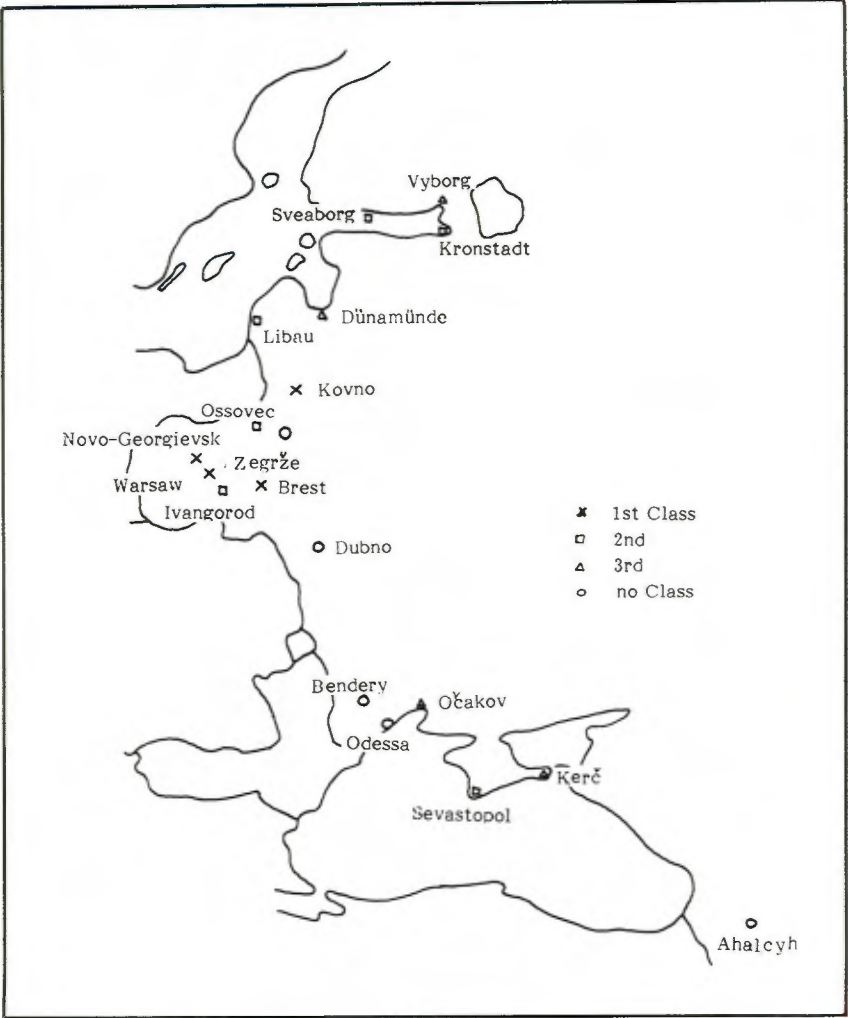 Vyborg
Sveaborg
Kronstadt
Dünamünde
Libau
Kovno
Ossovec
Novo-Georgievsk
Zegrže
Warsaw
Brest
Ivangorod
1st Class
2nd
Dubno
3rd
no Class
Bendery
Očakov
Odessa
Kerč
Sevastopol
Ahalcyh